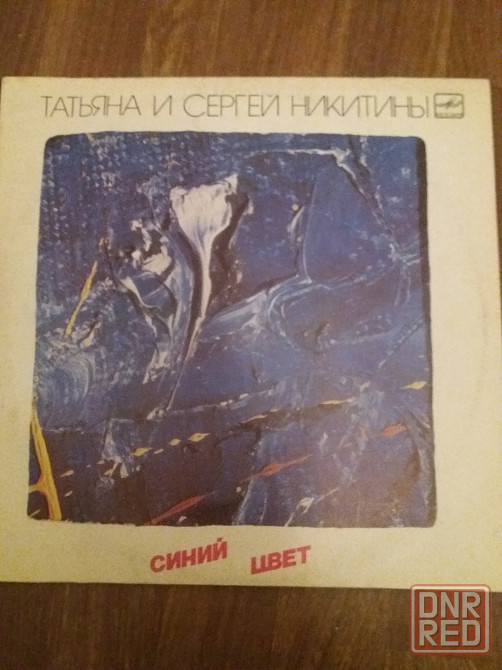 ТАТЬЯНА И СЕРГЕЙ НИКИТИНЫ
СИНИЙ ЦВЕТ
DNR
RED